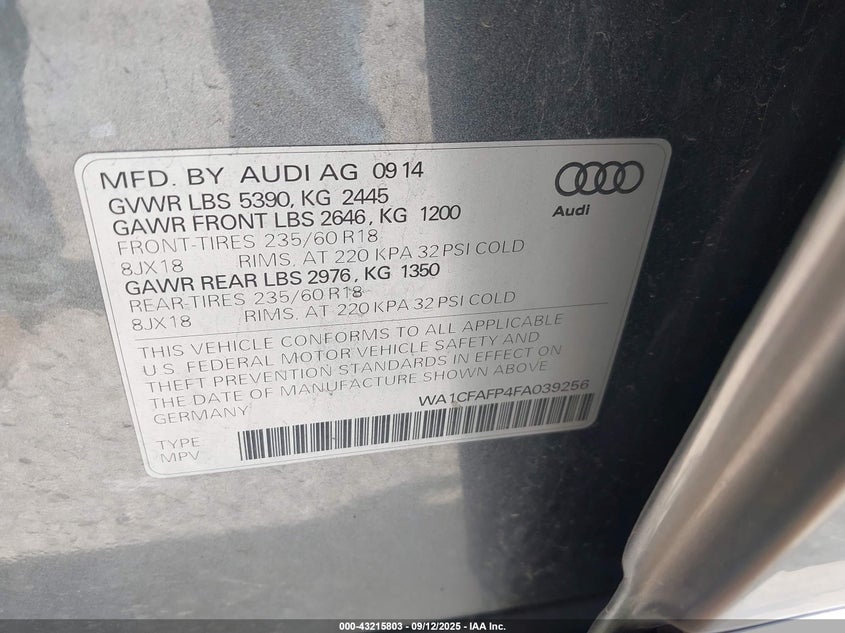 MFD. BY AUDI AG 09 14
GVWR LBS 5390, KG 2445
GAWR FRONT LBS 2646, KG 1200
FRONT-TIRES 235/60 R18
8JX18 RIMS, AT 220 KPA 32 PSI COLD
GAWR REAR LBS 2976, KG 1350
REAR-TIRES 235/60 R18
8JX18 RIMS, AT 220 KPA 32 PSI COLD
THIS VEHICLE CONFORMS TO ALL APPLICABLE
U.S. FEDERAL MOTOR VEHICLE SAFETY AND
THEFT PREVENTION STANDARDS IN EFFECT ON
THE DATE OF MANUFACTURE SHOWN ABOVE
GERMANY WA1CFAFP4FA039256
TYPE
MPV
Audi
000-43215803 - 09/12/2025 - IAA Inc.